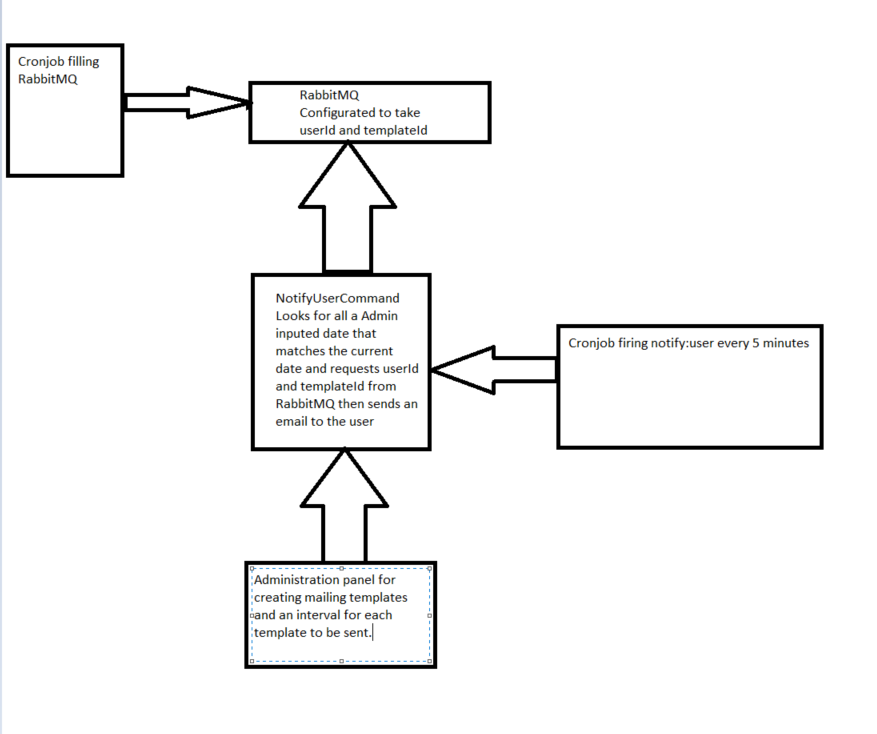 Cronjob filling
RabbitMQ
RabbitMQ
Configurated to take
userId and templateId
NotifyUserCommand
Looks for all a Admin
inputed date that
matches the current
date and requests userId
and templateId from
RabbitMQ then sends an
email to the user
Cronjob firing notify:user every 5 minutes
Administration panel for
creating mailing templates
and an interval for each
template to be sent.